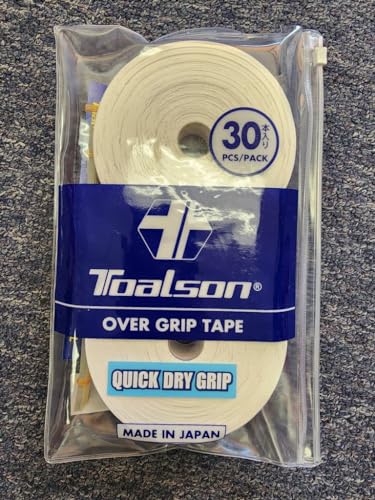 30本入り
PCS/PACK
Toalson®
OVER GRIP TAPE
QUICK DRY GRIP
MADE IN JAPAN